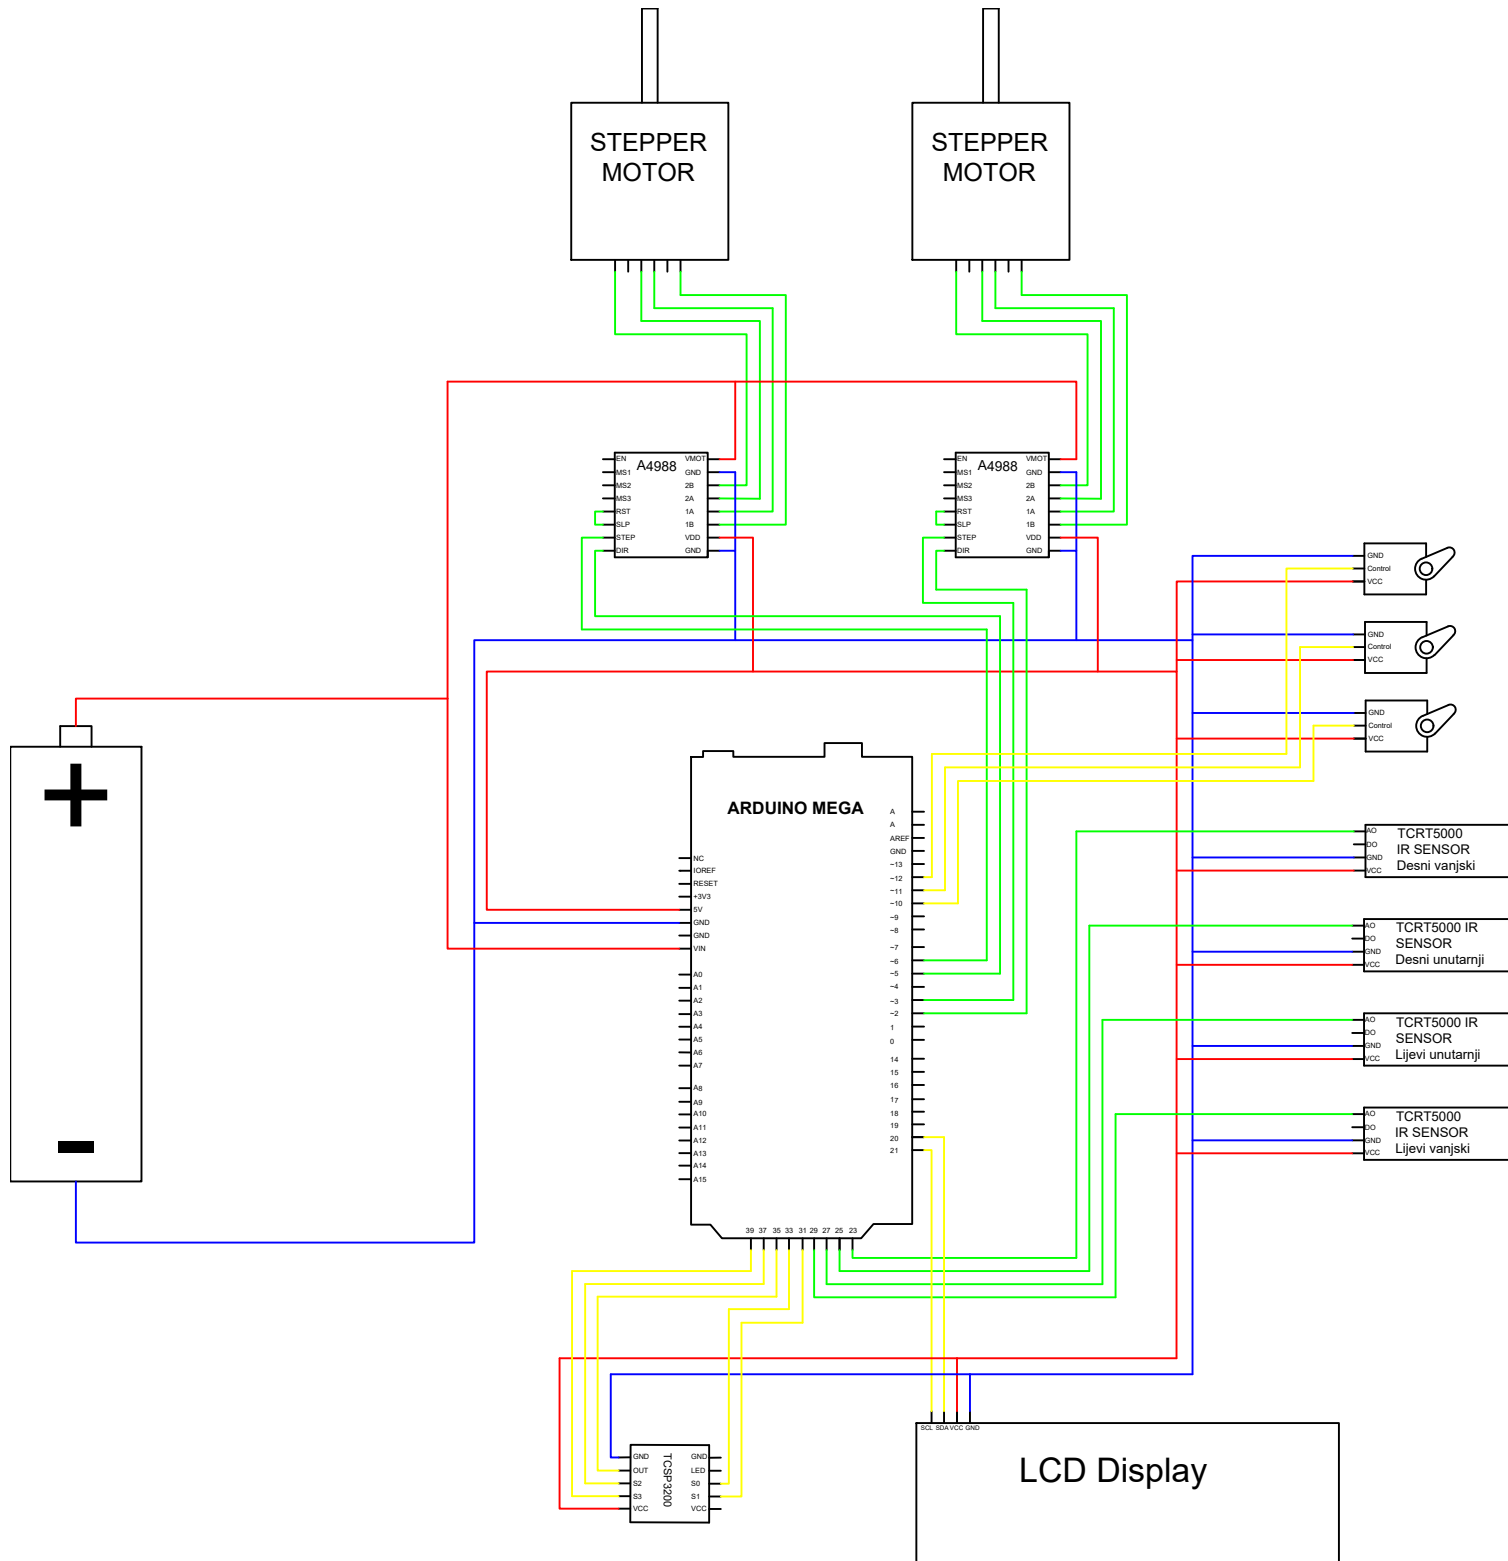 STEPPER
MOTOR
STEPPER
MOTOR
A4988
EN
MS1
MS2
MS3
RST
SLP
STEP
DIR
VMOT
GND
2B
2A
1A
1B
VDD
GND
A4988
EN
MS1
MS2
MS3
RST
SLP
STEP
DIR
VMOT
GND
2B
2A
1A
1B
VDD
GND
GND
Control
VCC
GND
Control
VCC
GND
Control
VCC
ARDUINO MEGA
NC
IOREF
RESET
+3V3
5V
GND
GND
VIN
A0
A1
A2
A3
A4
A5
A6
A7
A8
A9
A10
A11
A12
A13
A14
A15
A
A
AREF
GND
~13
~12
~11
~10
~9
~8
~7
~6
~5
~4
~3
~2
1
0
14
15
16
17
18
19
20
21
39 37 35 33 31 29 27 25 23
AO
DO
GND
VCC
TCRT5000
IR SENSOR
Desni vanjski
AO
DO
GND
VCC
TCRT5000 IR
SENSOR
Desni unutarnji
AO
DO
GND
VCC
TCRT5000 IR
SENSOR
Lijevi unutarnji
AO
DO
GND
VCC
TCRT5000
IR SENSOR
Lijevi vanjski
GND
OUT
S2
S3
VCC
TCSP3200
GND
LED
S0
S1
VCC
SCL SDA VCC GND
LCD Display